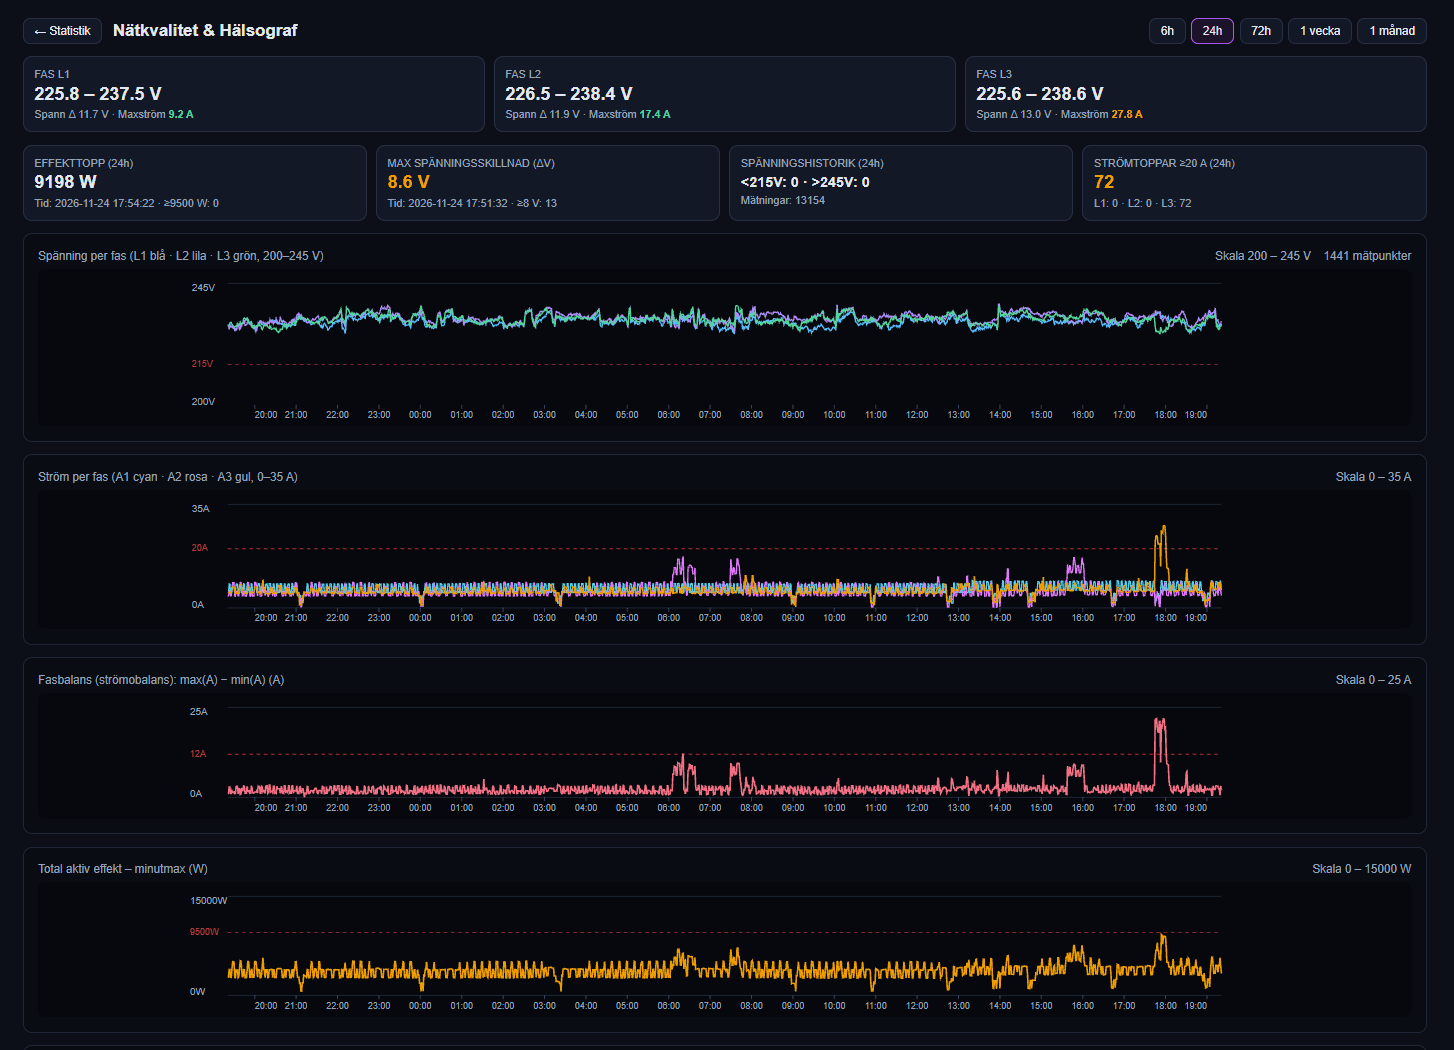 ← Statistik Nätkvalitet & Hälsograf 6h 24h 72h 1 vecka 1 månad
FAS L1
225.8 – 237.5 V
Spann Δ 11.7 V · Maxström 9.2 A
FAS L2
226.5 – 238.4 V
Spann Δ 11.9 V · Maxström 17.4 A
FAS L3
225.6 – 238.6 V
Spann Δ 13.0 V · Maxström 27.8 A
EFFEKTTOPP (24h)
9198 W
Tid: 2026-11-24 17:54:22 · ≥9500 W: 0
MAX SPÄNNINGSSKILLNAD (ΔV)
8.6 V
Tid: 2026-11-24 17:51:32 · ≥8 V: 13
SPÄNNINGSHISTORIK (24h)
<215V: 0 · >245V: 0
Mätningar: 13154
STRÖMTOPPAR ≥20 A (24h)
72
L1: 0 · L2: 0 · L3: 72
Spänning per fas (L1 blå · L2 lila · L3 grön, 200–245 V) Skala 200 – 245 V 1441 mätpunkter
245V
215V
200V
20:00 21:00 22:00 23:00 00:00 01:00 02:00 03:00 04:00 05:00 06:00 07:00 08:00 09:00 10:00 11:00 12:00 13:00 14:00 15:00 16:00 17:00 18:00 19:00
Ström per fas (A1 cyan · A2 rosa · A3 gul, 0–35 A) Skala 0 – 35 A
35A
20A
0A
20:00 21:00 22:00 23:00 00:00 01:00 02:00 03:00 04:00 05:00 06:00 07:00 08:00 09:00 10:00 11:00 12:00 13:00 14:00 15:00 16:00 17:00 18:00 19:00
Fasbalans (strömobalans): max(A) − min(A) (A) Skala 0 – 25 A
25A
12A
0A
20:00 21:00 22:00 23:00 00:00 01:00 02:00 03:00 04:00 05:00 06:00 07:00 08:00 09:00 10:00 11:00 12:00 13:00 14:00 15:00 16:00 17:00 18:00 19:00
Total aktiv effekt – minutmax (W) Skala 0 – 15000 W
15000W
9500W
0W
20:00 21:00 22:00 23:00 00:00 01:00 02:00 03:00 04:00 05:00 06:00 07:00 08:00 09:00 10:00 11:00 12:00 13:00 14:00 15:00 16:00 17:00 18:00 19:00